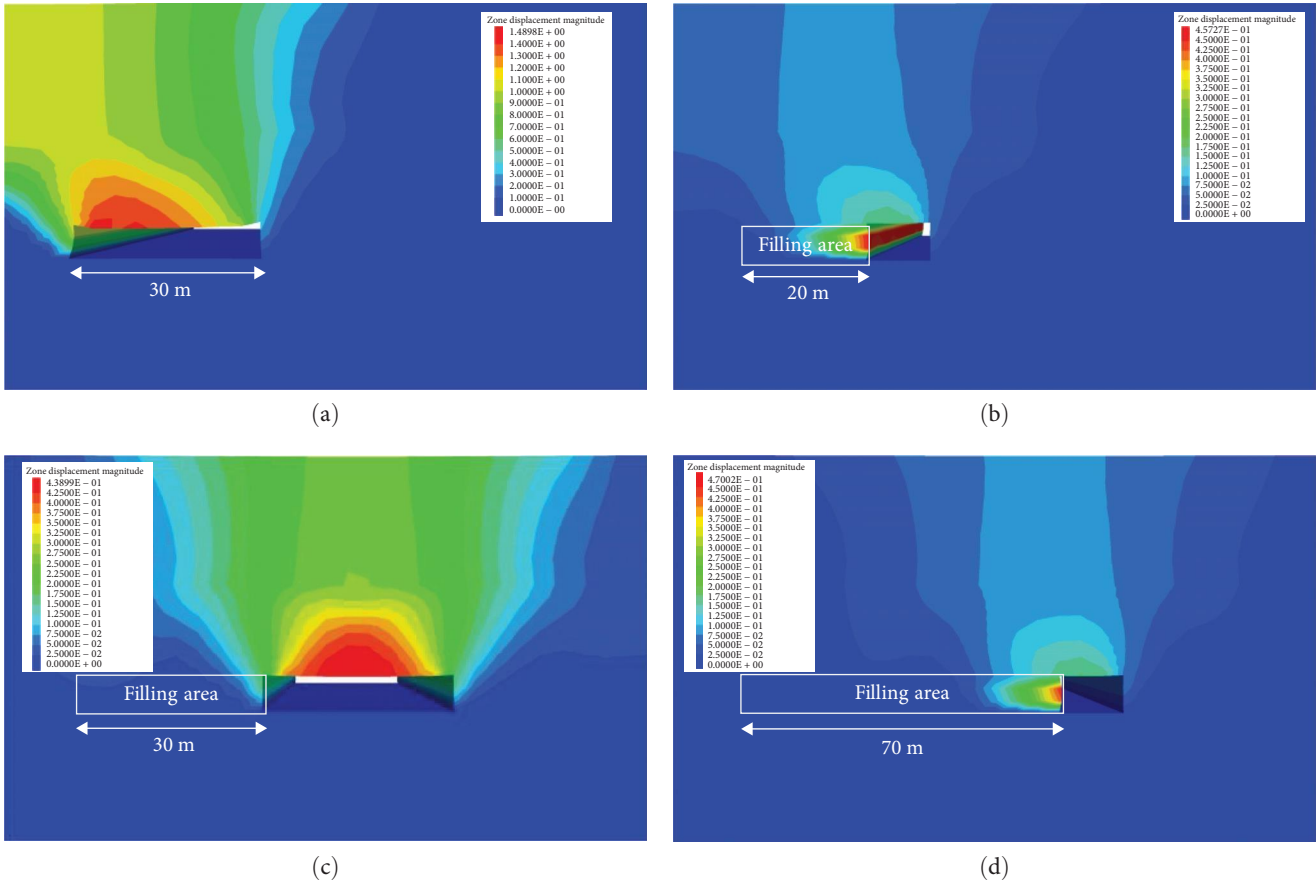 Zone displacement magnitude
1.4898E + 00
1.4000E + 00
1.3000E + 00
1.2000E + 00
1.1000E + 00
1.0000E + 00
9.0000E − 01
8.0000E − 01
7.0000E − 01
6.0000E − 01
5.0000E − 01
4.0000E − 01
3.0000E − 01
2.0000E − 01
1.0000E − 01
0.0000E − 00
30 m
(a)
Zone displacement magnitude
4.5727E − 01
4.5000E − 01
4.2500E − 01
4.0000E − 01
3.7500E − 01
3.5000E − 01
3.2500E − 01
3.0000E − 01
2.7500E − 01
2.5000E − 01
2.2500E − 01
2.0000E − 01
1.7500E − 01
1.5000E − 01
1.2500E − 01
1.0000E − 01
7.5000E − 02
5.0000E − 02
2.5000E − 02
0.0000E + 00
Filling area
20 m
(b)
Zone displacement magnitude
4.3899E − 01
4.2500E − 01
4.0000E − 01
3.7500E − 01
3.5000E − 01
3.2500E − 01
3.0000E − 01
2.7500E − 01
2.5000E − 01
2.2500E − 01
2.0000E − 01
1.7500E − 01
1.5000E − 01
1.2500E − 01
1.0000E − 01
7.5000E − 02
5.0000E − 02
2.5000E − 02
0.0000E + 00
Filling area
30 m
(c)
Zone displacement magnitude
4.7002E − 01
4.5000E − 01
4.2500E − 01
4.0000E − 01
3.7500E − 01
3.5000E − 01
3.2500E − 01
3.0000E − 01
2.7500E − 01
2.5000E − 01
2.2500E − 01
2.0000E − 01
1.7500E − 01
1.5000E − 01
1.2500E − 01
1.0000E − 01
7.5000E − 02
5.0000E − 02
2.5000E − 02
0.0000E + 00
Filling area
70 m
(d)